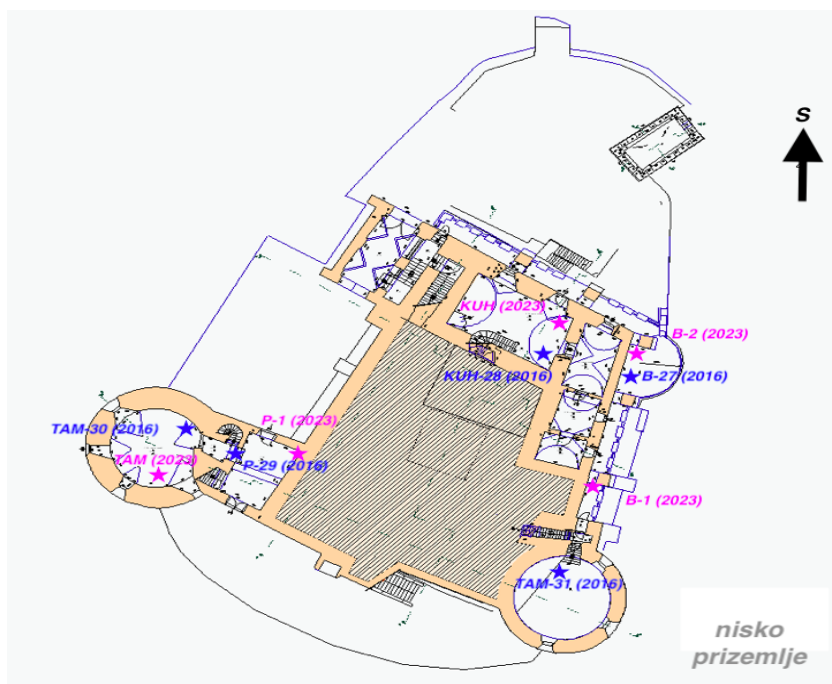 S
KUH (2023)
B-2 (2023)
KUH-28 (2016)
B-27 (2016)
P-1 (2023)
TAM-30 (2016)
TAM (2023)
P-29 (2016)
B-1 (2023)
TAM-31 (2016)
nisko
prizemlje